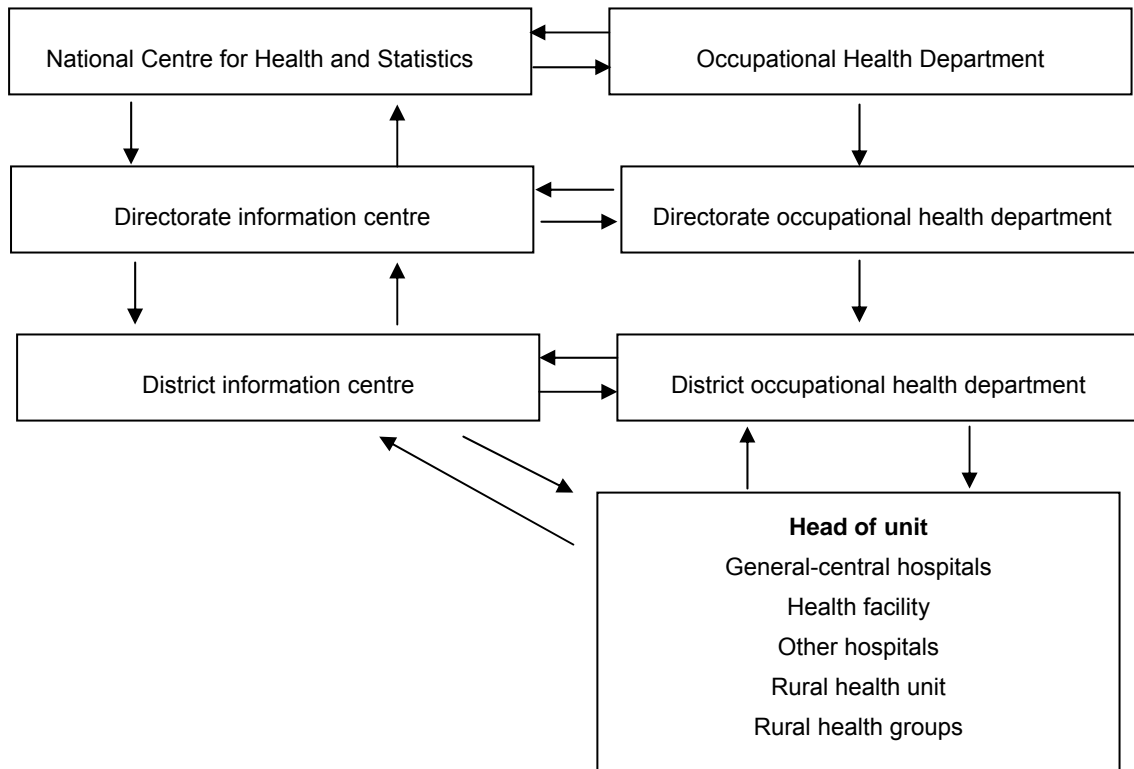 National Centre for Health and Statistics
Occupational Health Department
Directorate information centre
Directorate occupational health department
District information centre
District occupational health department
Head of unit
General-central hospitals
Health facility
Other hospitals
Rural health unit
Rural health groups